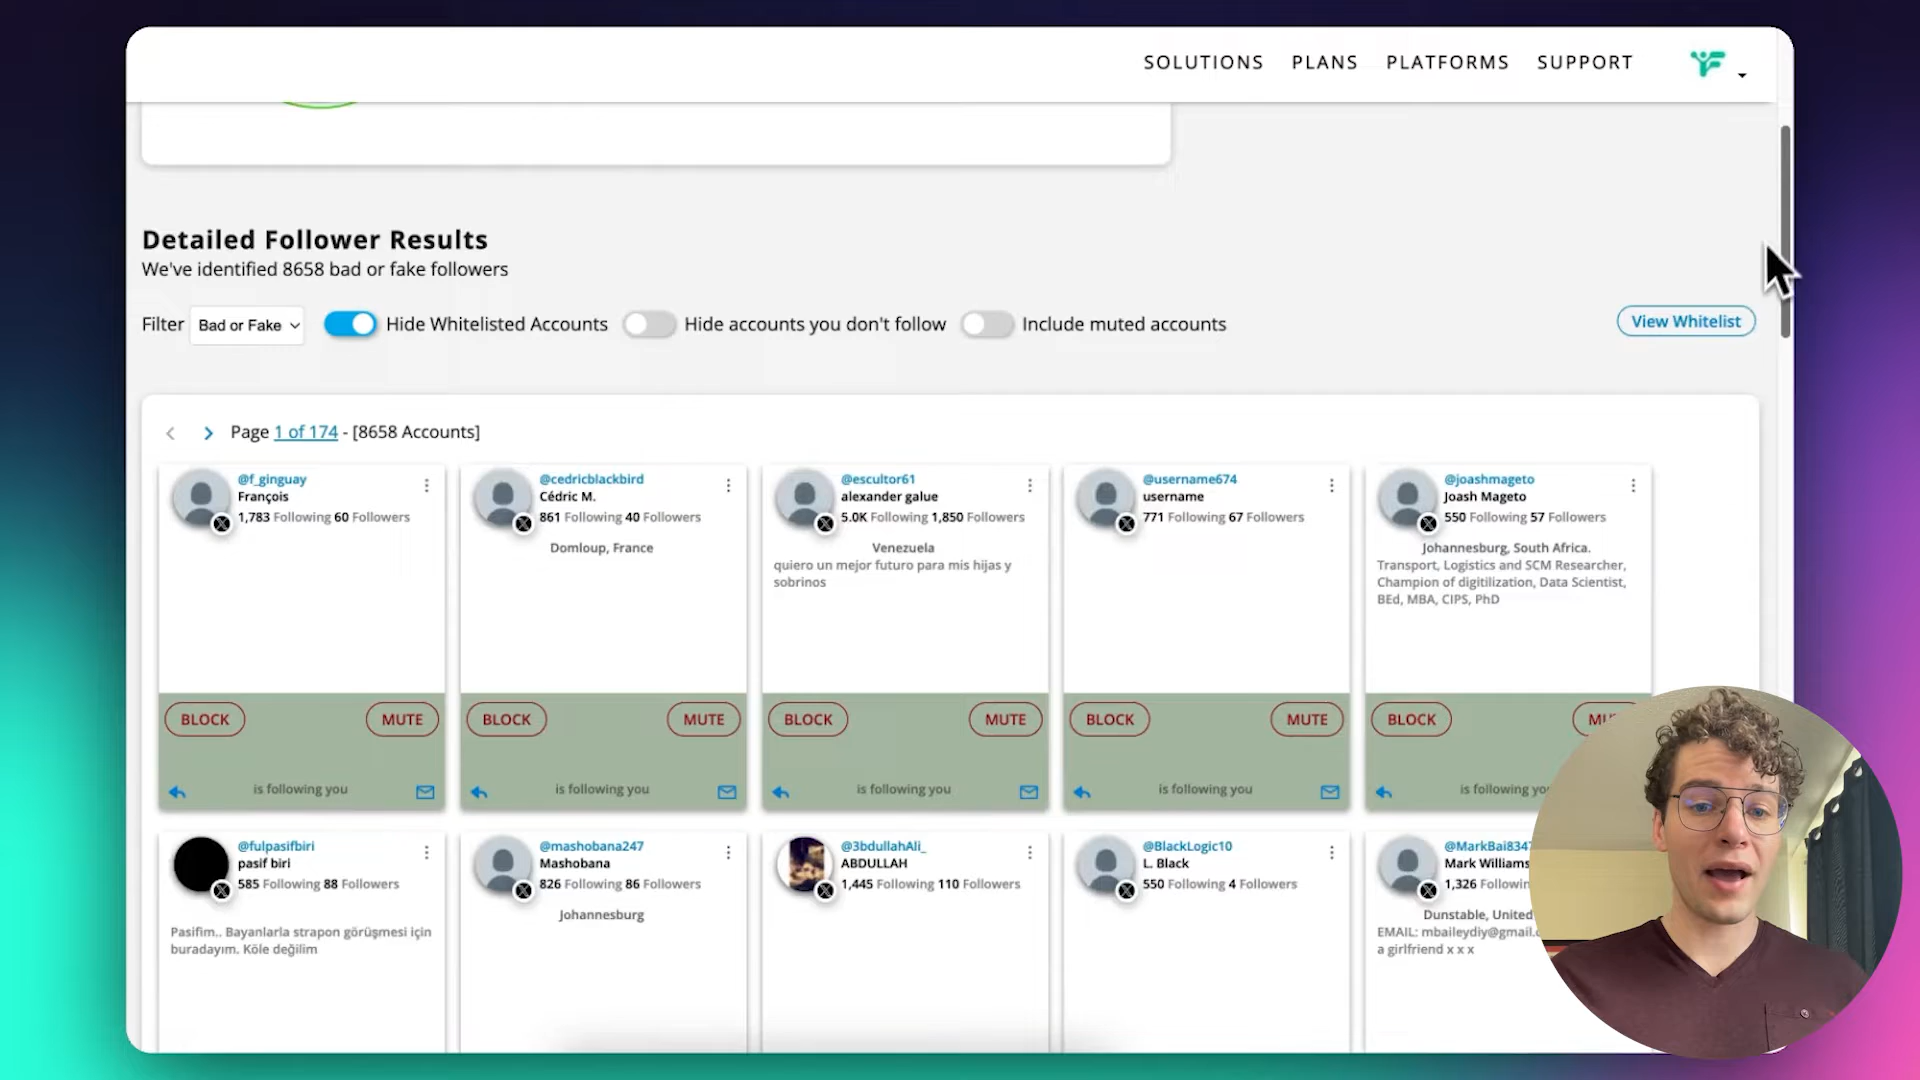 SOLUTIONS PLANS PLATFORMS SUPPORT
Detailed Follower Results
We've identified 8658 bad or fake followers
Filter Bad or Fake Hide Whitelisted Accounts Hide accounts you don't follow Include muted accounts View Whitelist
Page 1 of 174 - [8658 Accounts]
@f_ginguay
François
1,783 Following 60 Followers
BLOCK MUTE
is following you
@cedricblackbird
Cédric M.
861 Following 40 Followers
Domloup, France
BLOCK MUTE
is following you
@escultor61
alexander galue
5.0K Following 1,850 Followers
Venezuela
quiero un mejor futuro para mis hijas y
sobrinos
BLOCK MUTE
is following you
@username674
username
771 Following 67 Followers
BLOCK MUTE
is following you
@joashmageto
Joash Mageto
550 Following 57 Followers
Johannesburg, South Africa.
Transport, Logistics and SCM Researcher,
Champion of digitilization, Data Scientist,
BEd, MBA, CIPS, PhD
BLOCK
is following
@fulpasifbiri
pasif biri
585 Following 88 Followers
Pasifim.. Bayanlarla strapon görüşmesi için
buradayım. Köle değilim
@mashobana247
Mashobana
826 Following 86 Followers
Johannesburg
@3bdullahAli_
ABDULLAH
1,445 Following 110 Followers
@BlackLogic10
L. Black
550 Following 4 Followers
@MarkBai8347
Mark Williams
1,326
Dunstable, United
EMAIL: mbaileydiy@gmail.
a girlfriend x x x